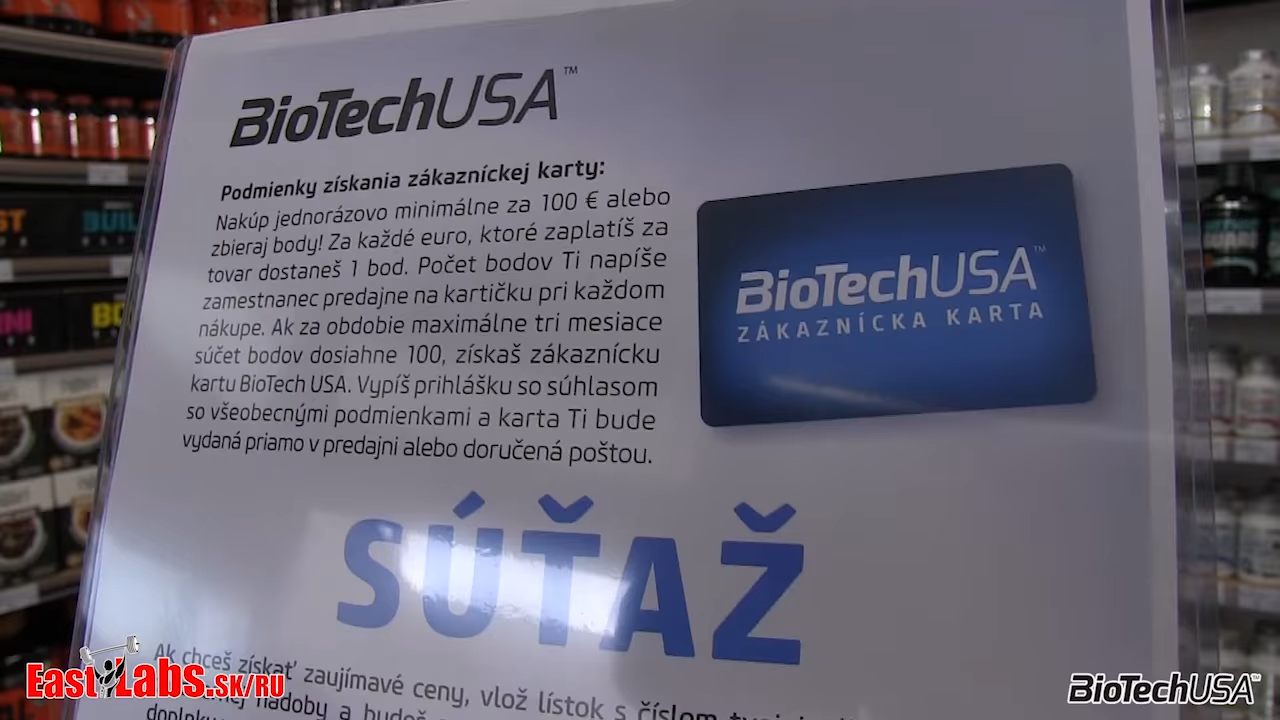 BioTechUSA™
Podmienky získania zákazníckej karty:
Nakúp jednorázovo minimálne za 100 € alebo
zbieraj body! Za každé euro, ktoré zaplatíš za
tovar dostaneš 1 bod. Počet bodov Ti napíše
zamestnanec predajne na kartičku pri každom
nákupe. Ak za obdobie maximálne tri mesiace
súčet bodov dosiahne 100, získaš zákaznícku
kartu BioTech USA. Vypíš prihlášku so súhlasom
so všeobecnými podmienkami a karta Ti bude
vydaná priamo v predajni alebo doručená poštou.
BioTechUSA™
ZÁKAZNÍCKA KARTA
SÚŤAŽ
Ak chceš získať zaujímavé ceny, vlož lístok s číslom
nádoby a budeš
EastLabs.SK/RU
BioTechUSA™